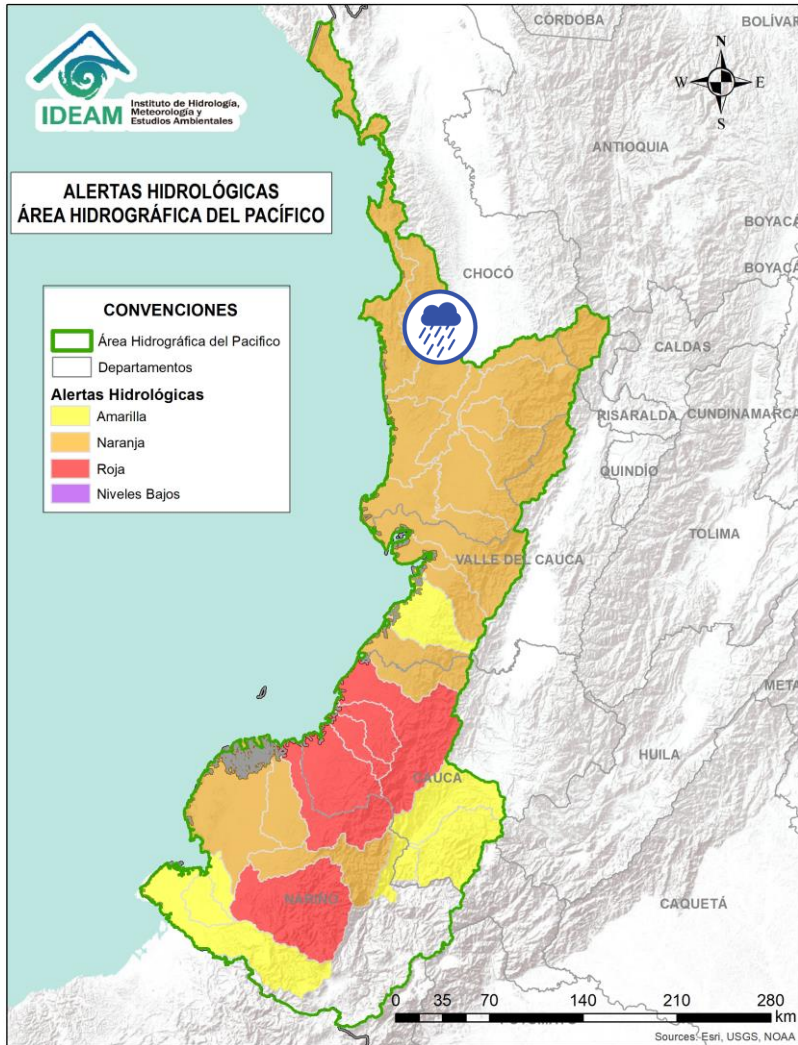 CÓRDOBA
BOLÍVAR
N
W
E
S
IDEAM
Instituto de Hidrología,
Meteorología y
Estudios Ambientales
ANTIOQUIA
ALERTAS HIDROLÓGICAS
ÁREA HIDROGRÁFICA DEL PACÍFICO
BOYACÁ
BOYACÁ
CHOCÓ
CONVENCIONES
Área Hidrográfica del Pacifico
Departamentos
Alertas Hidrológicas
Amarilla
Naranja
Roja
Niveles Bajos
CALDAS
RISARALDA
CUNDINAMARCA
QUINDÍO
TOLIMA
VALLE DEL CAUCA
META
HUILA
CAUCA
NARIÑO
CAQUETÁ
0 35 70 140 210 280
km
Sources: Esri, USGS, NOAA